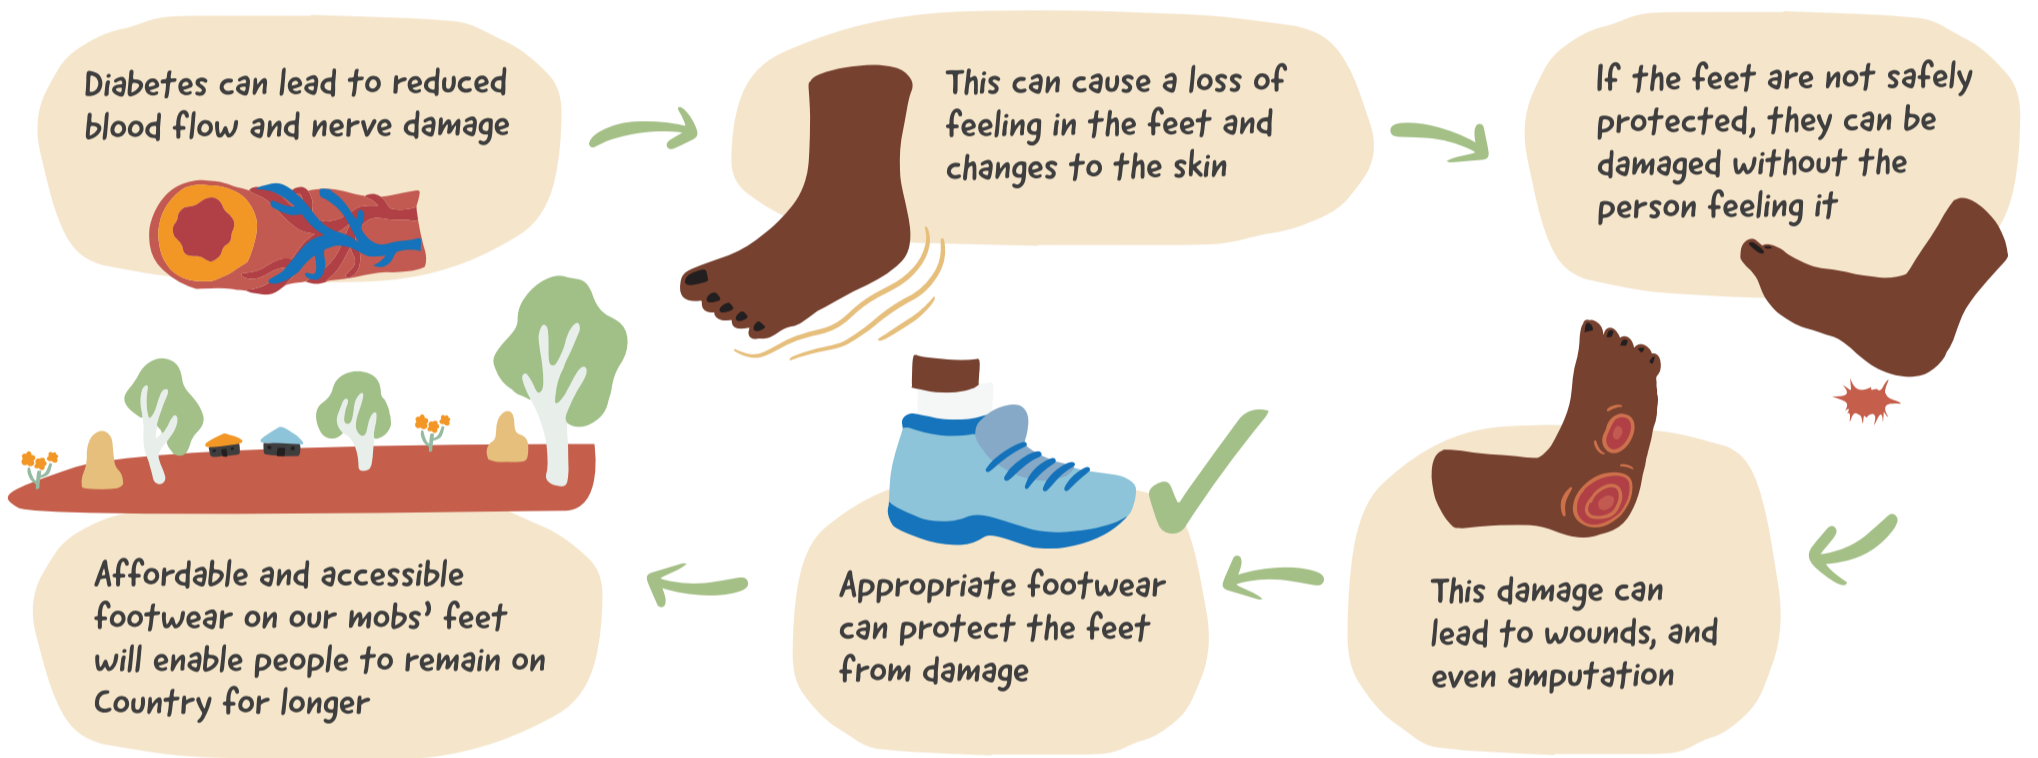 Diabetes can lead to reduced
blood flow and nerve damage
This can cause a loss of
feeling in the feet and
changes to the skin
If the feet are not safely
protected, they can be
damaged without the
person feeling it
This damage can
lead to wounds, and
even amputation
Appropriate footwear
can protect the feet
from damage
Affordable and accessible
footwear on our mobs' feet
will enable people to remain on
Country for longer